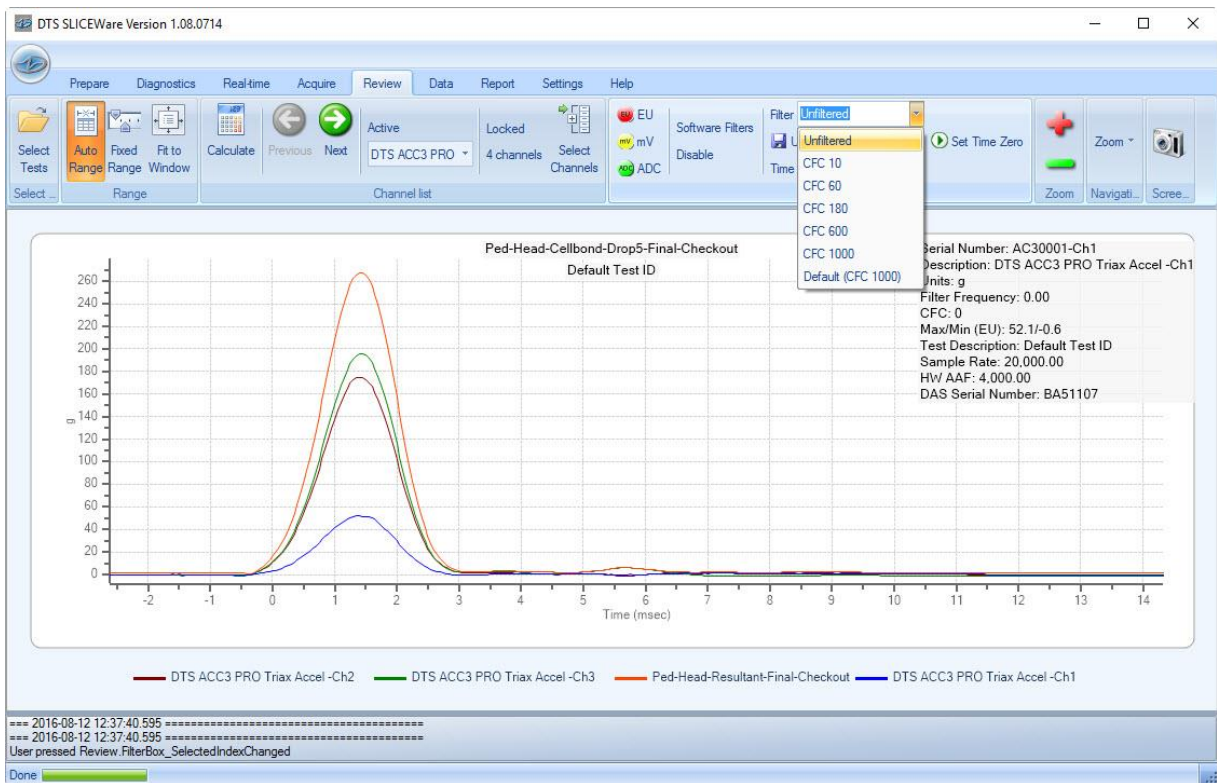 DTS SLICEWare Version 1.08.0714
Prepare Diagnostics Real-time Acquire Review Data Report Settings Help
Select Tests
Auto Range
Fixed Range
Fit to Window
Calculate
Previous
Next
Active
DTS ACC3 PRO
Locked
4 channels
Select Channels
EU
mV
ADC
Software Filters
Disable
Filter Unfiltered
Time
Set Time Zero
Zoom
Select ...
Range
Channel list
Zoom
Navigati...
Scree...
Unfiltered
CFC 10
CFC 60
CFC 180
CFC 600
CFC 1000
Default (CFC 1000)
Ped-Head-Cellbond-Drop5-Final-Checkout
Default Test ID
Serial Number: AC30001-Ch1
Description: DTS ACC3 PRO Triax Accel -Ch1
Units: g
Filter Frequency: 0.00
CFC: 0
Max/Min (EU): 52.1/-0.6
Test Description: Default Test ID
Sample Rate: 20,000.00
HW AAF: 4,000.00
DAS Serial Number: BA51107
260
240
220
200
180
160
140
120
100
80
60
40
20
0
g
-2 -1 0 1 2 3 4 5 6 7 8 9 10 11 12 13 14
Time (msec)
DTS ACC3 PRO Triax Accel -Ch2 DTS ACC3 PRO Triax Accel -Ch3 Ped-Head-Resultant-Final-Checkout DTS ACC3 PRO Triax Accel -Ch1
=== 2016-08-12 12:37:40.595 ========================================
=== 2016-08-12 12:37:40.595 ========================================
User pressed Review.FilterBox_SelectedIndexChanged
Done